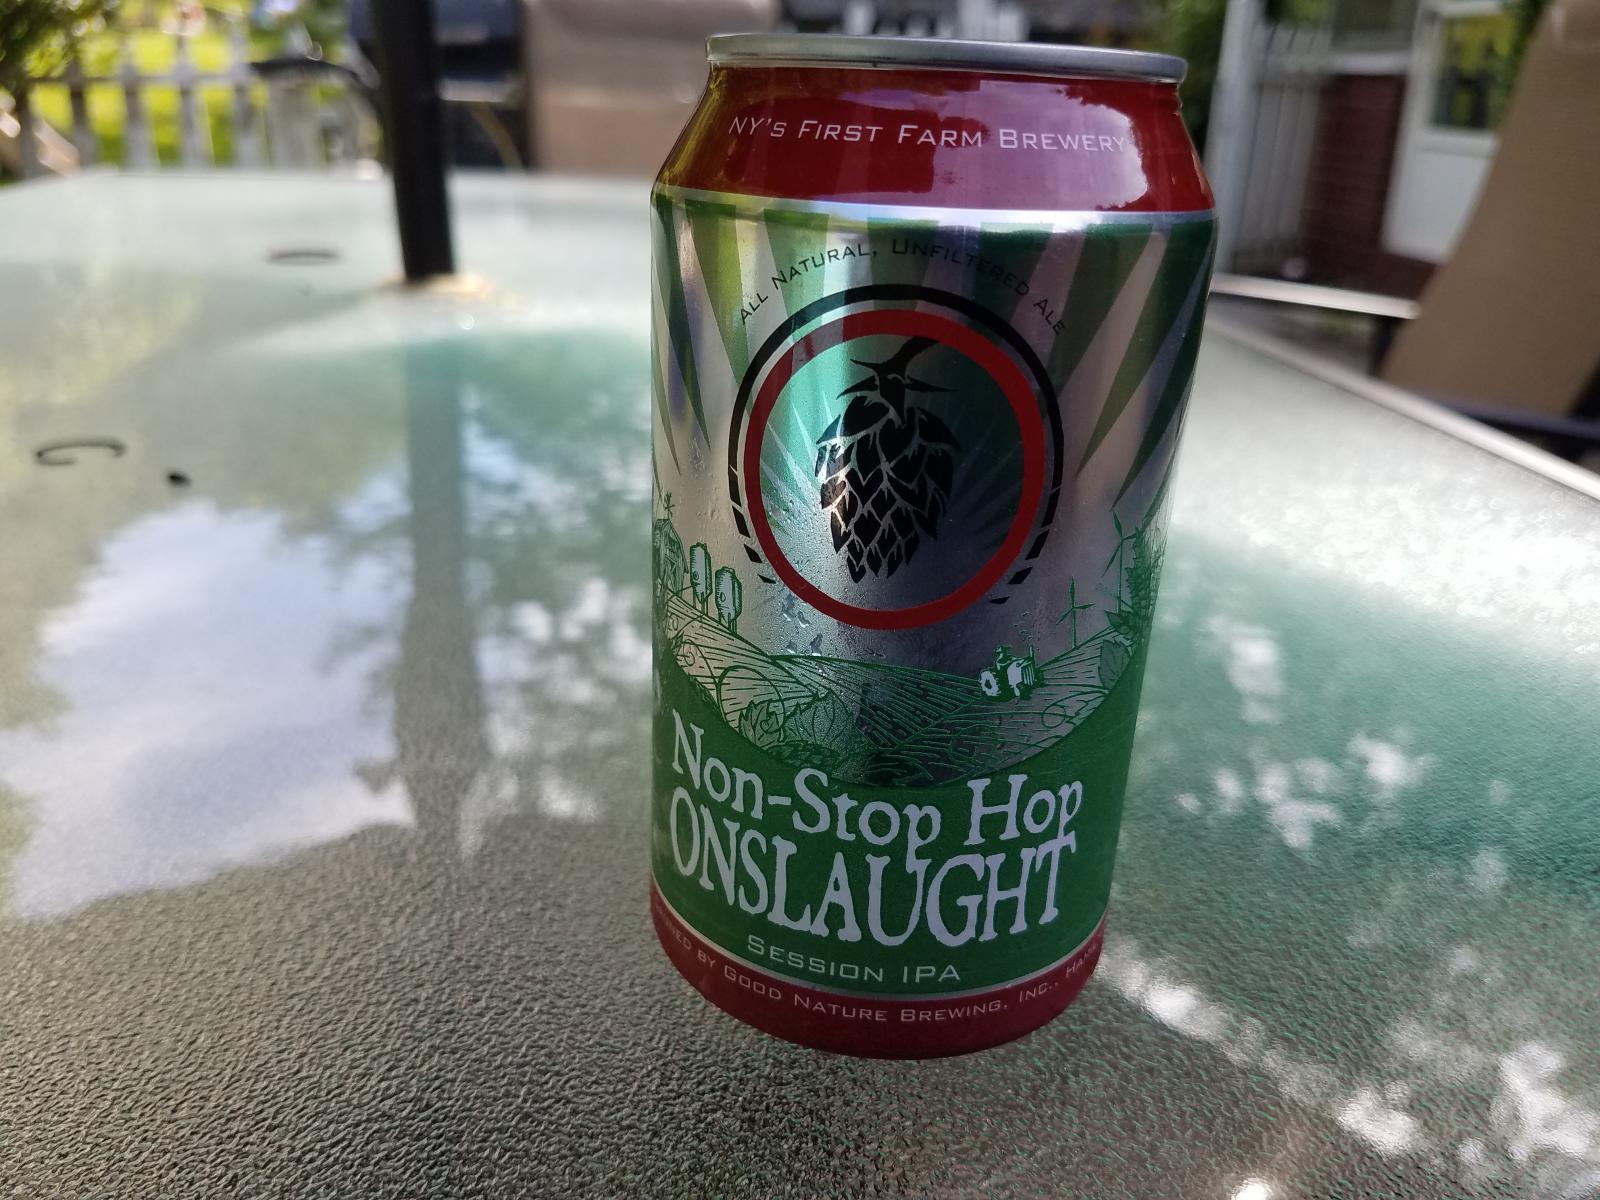 NY's First Farm Brewery
All Natural, Unfiltered Ale
Non-Stop Hop
ONSLAUGHT
Session IPA
by Good Nature Brewing, Inc.,